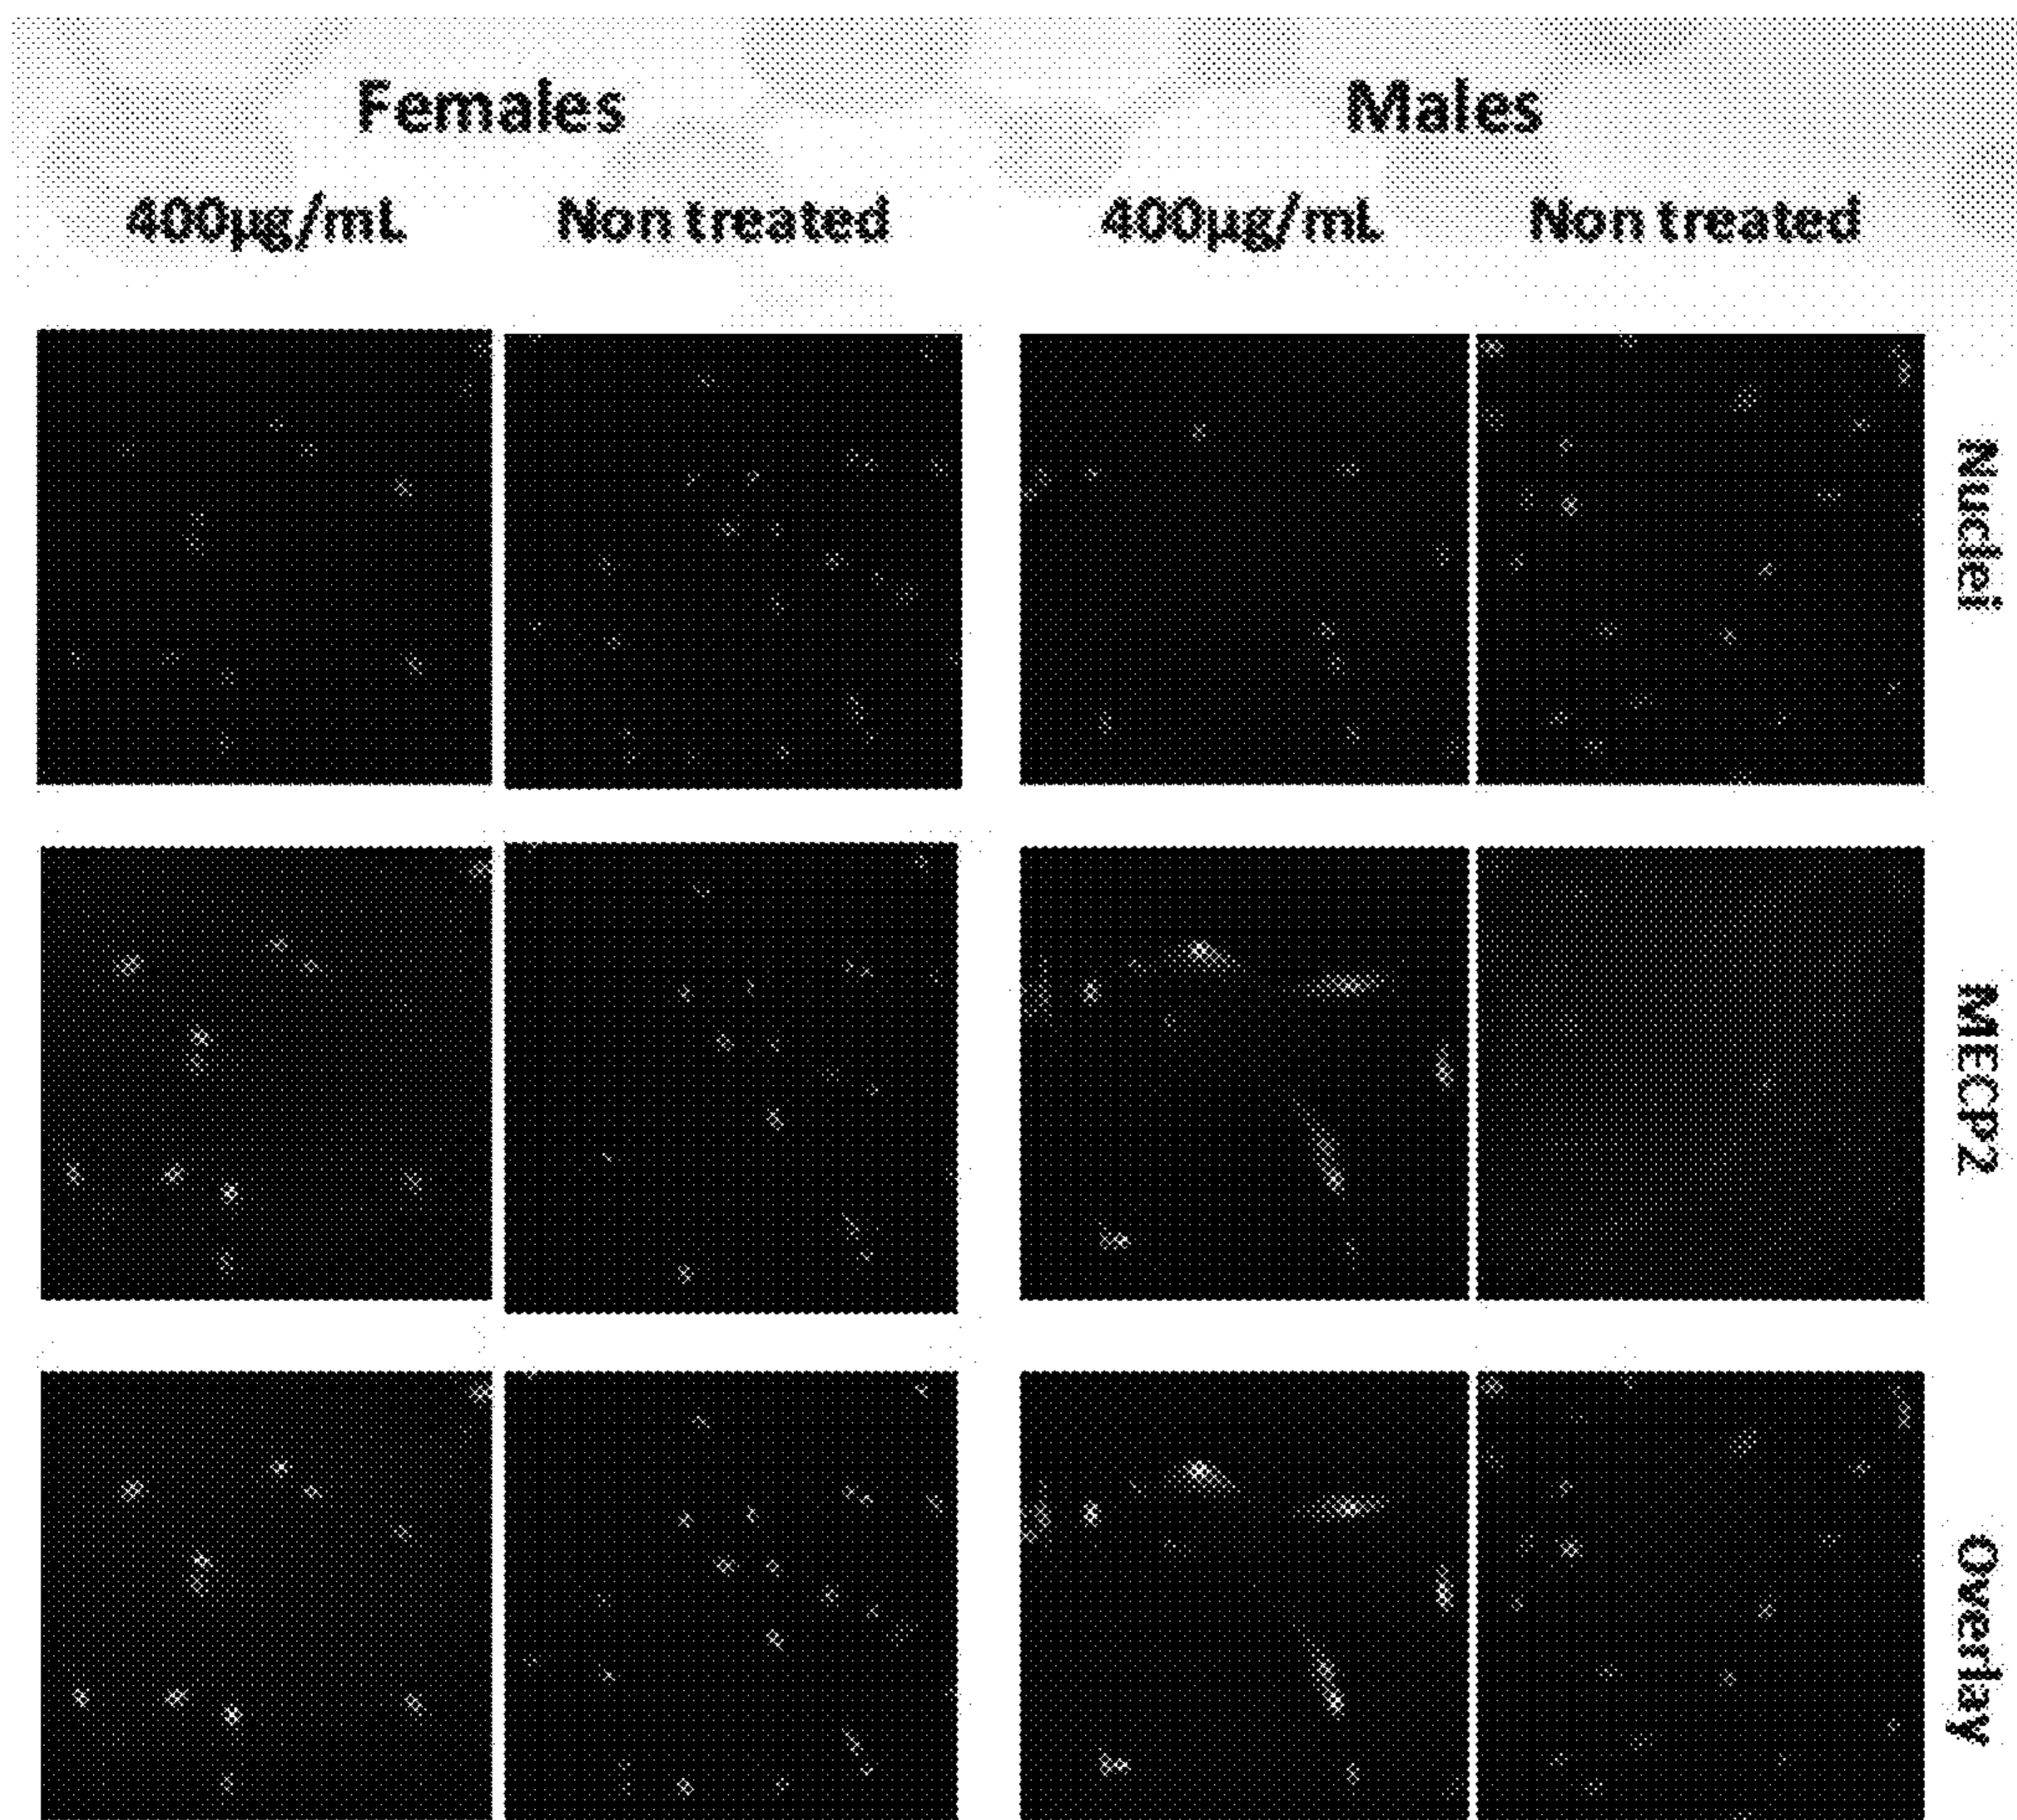 Females Males
400µg/mL Non treated 400µg/mL Non treated
Nuclei
MECP2
Overlay